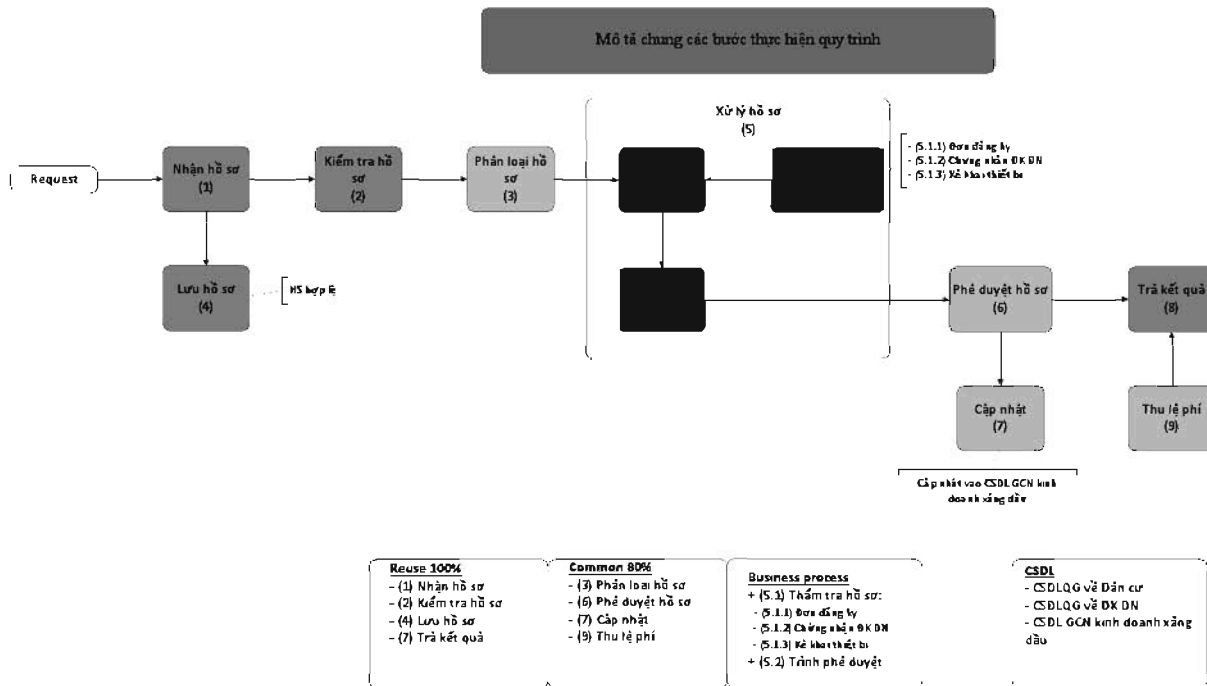 Mô tả chung các bước thực hiện quy trình
Xử lý hồ sơ
(5)
- (5.1.1) Đơn đăng ký
- (5.1.2) Chứng nhận ĐK DN
- (5.1.3) Kê khai thiết bị
Request
Nhận hồ sơ
(1)
Kiểm tra hồ
sơ
(2)
Phân loại hồ
sơ
(3)
Lưu hồ sơ
(4)
HS hợp lệ
Phê duyệt hồ sơ
(6)
Trả kết quả
(8)
Cập nhật
(7)
Thu lệ phí
(9)
Cập nhật vào CSDL GCN kinh
doanh xăng dầu
Reuse 100%
- (1) Nhận hồ sơ
- (2) Kiểm tra hồ sơ
- (4) Lưu hồ sơ
- (7) Trả kết quả
Common 80%
- (3) Phân loại hồ sơ
- (6) Phê duyệt hồ sơ
- (7) Cập nhật
- (9) Thu lệ phí
Business process
+ (5.1) Thẩm tra hồ sơ:
- (5.1.1) Đơn đăng ký
- (5.1.2) Chứng nhận ĐK DN
- (5.1.3) Kê khai thiết bị
+ (5.2) Trình phê duyệt
CSDL
- CSDLQG về Dân cư
- CSDLQG về ĐK DN
- CSDL GCN kinh doanh xăng
dầu